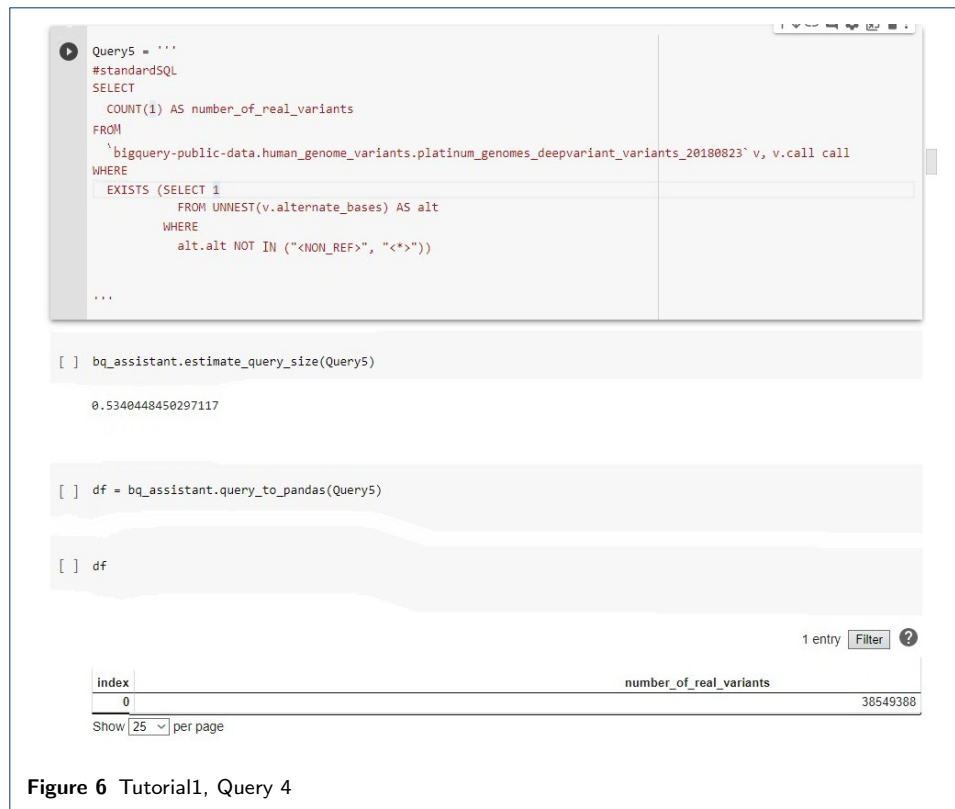 Query5 = '''
#standardSQL
SELECT
COUNT(1) AS number_of_real_variants
FROM
`bigquery-public-data.human_genome_variants.platinum_genomes_deepvariant_variants_20180823` v, v.call call
WHERE
EXISTS (SELECT 1
FROM UNNEST(v.alternate_bases) AS alt
WHERE
alt.alt NOT IN ("<NON_REF>", "<*>"))
'''
[ ] bq_assistant.estimate_query_size(Query5)
0.5340448450297117
[ ] df = bq_assistant.query_to_pandas(Query5)
[ ] df
1 entry Filter ?
index number_of_real_variants
0 38549388
Show 25 per page
Figure 6 Tutorial1, Query 4